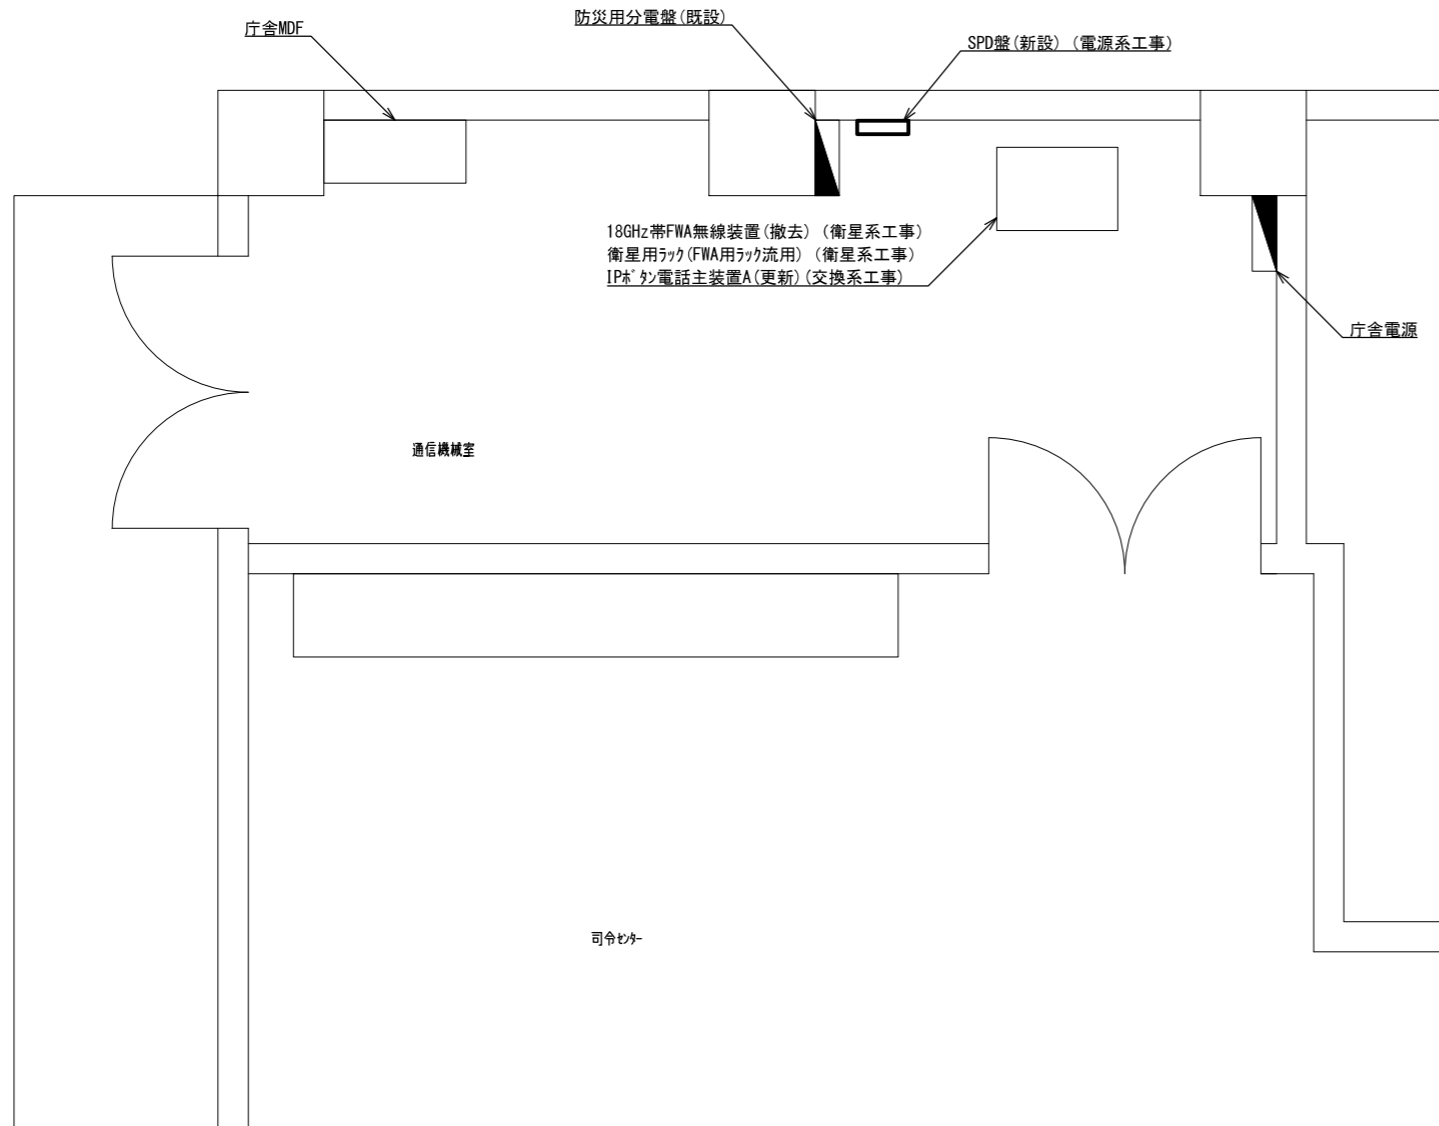 防災用分電盤(既設)
庁舎MDF
SPD盤(新設) (電源系工事)
18GHz帯FWA無線装置(撤去) (衛星系工事)
衛星用ﾗｯｸ(FWA用ﾗｯｸ流用) (衛星系工事)
IPﾎﾞﾀﾝ電話主装置A(更新)(交換系工事)
庁舎電源
通信機械室
司令ｾﾝﾀｰ